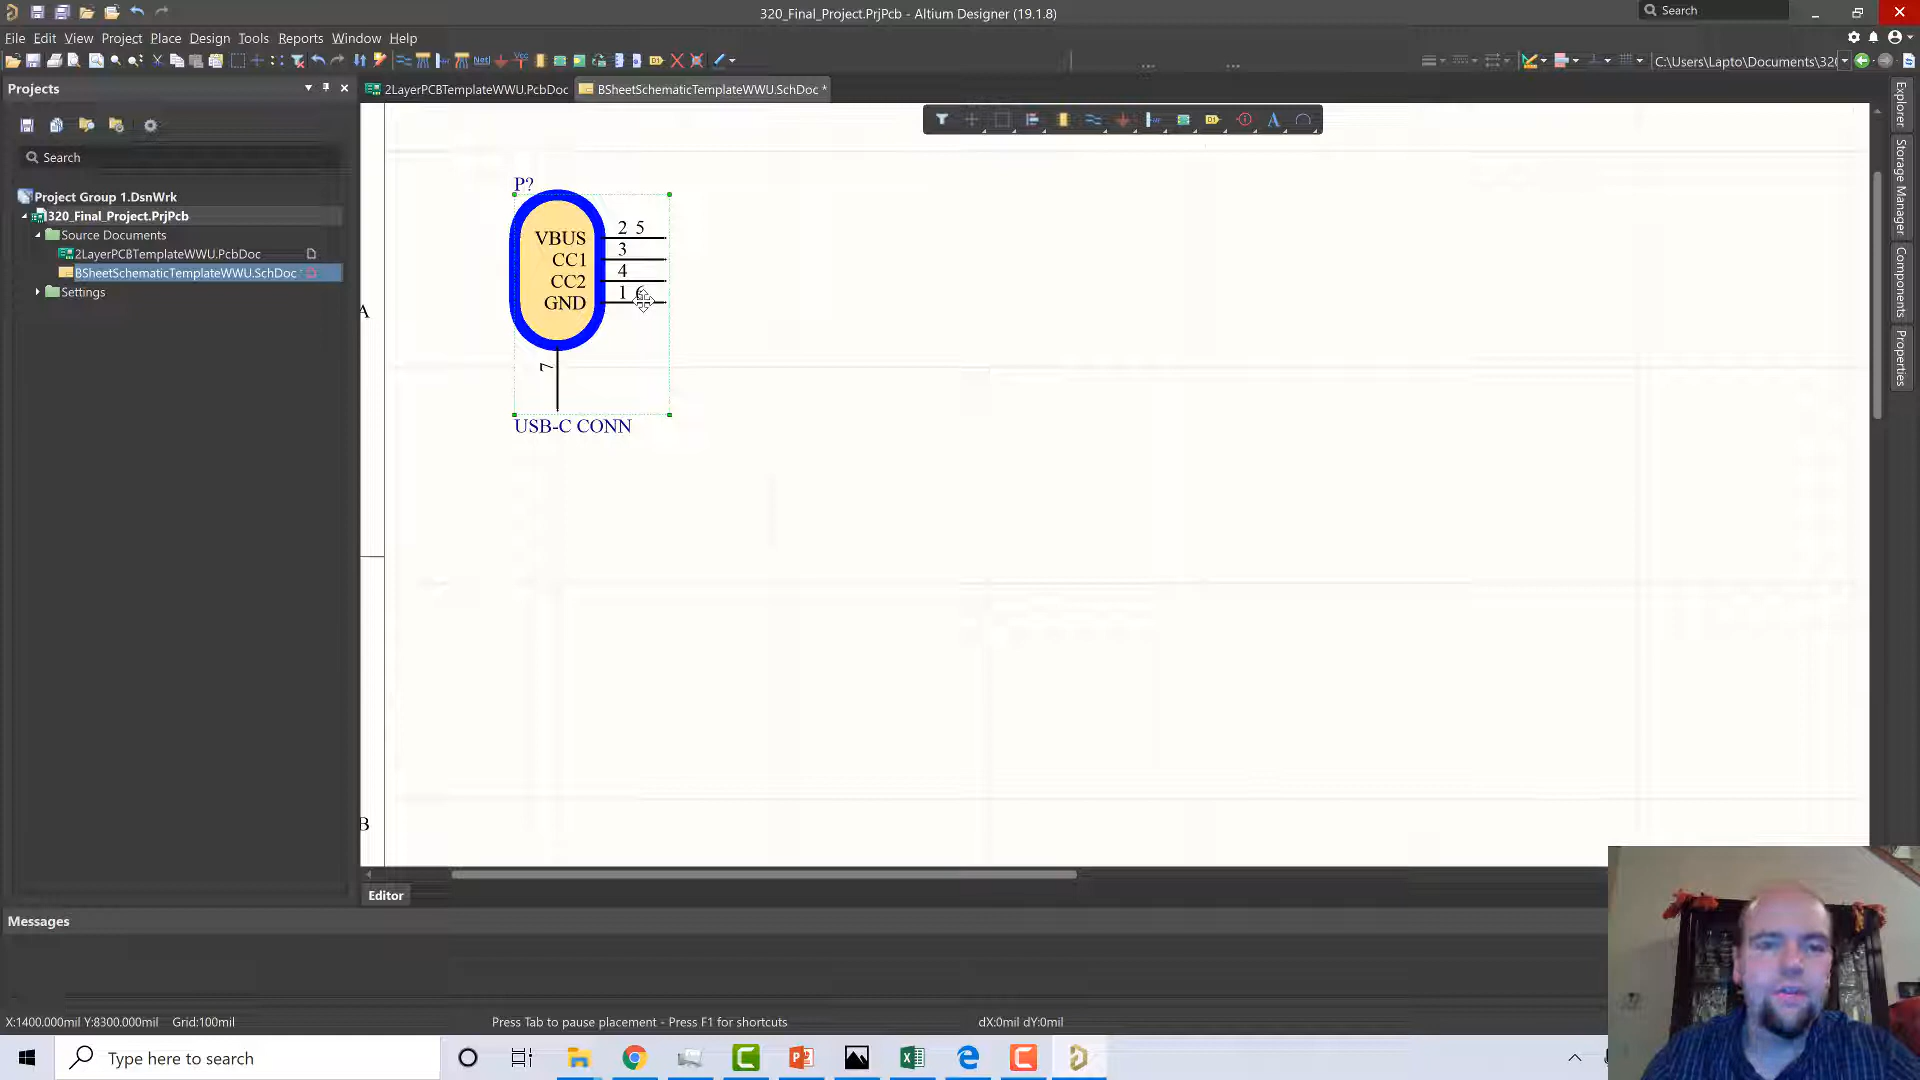 320_Final_Project.PrjPcb - Altium Designer (19.1.8)
Search
File Edit View Project Place Design Tools Reports Window Help
C:\Users\Lapto\Documents\320
Projects
2LayerPCBTemplateWWU.PcbDoc
BSheetSchematicTemplateWWU.SchDoc *
Search
Project Group 1.DsnWrk
320_Final_Project.PrjPcb
Source Documents
2LayerPCBTemplateWWU.PcbDoc
BSheetSchematicTemplateWWU.SchDoc *
Settings
P?
VBUS 2 5
CC1 3
CC2 4
GND 1 6
7
USB-C CONN
A
B
Explorer
Storage Manager
Components
Properties
Editor
Messages
X:1400.000mil Y:8300.000mil Grid:100mil
Press Tab to pause placement - Press F1 for shortcuts
dX:0mil dY:0mil
Type here to search